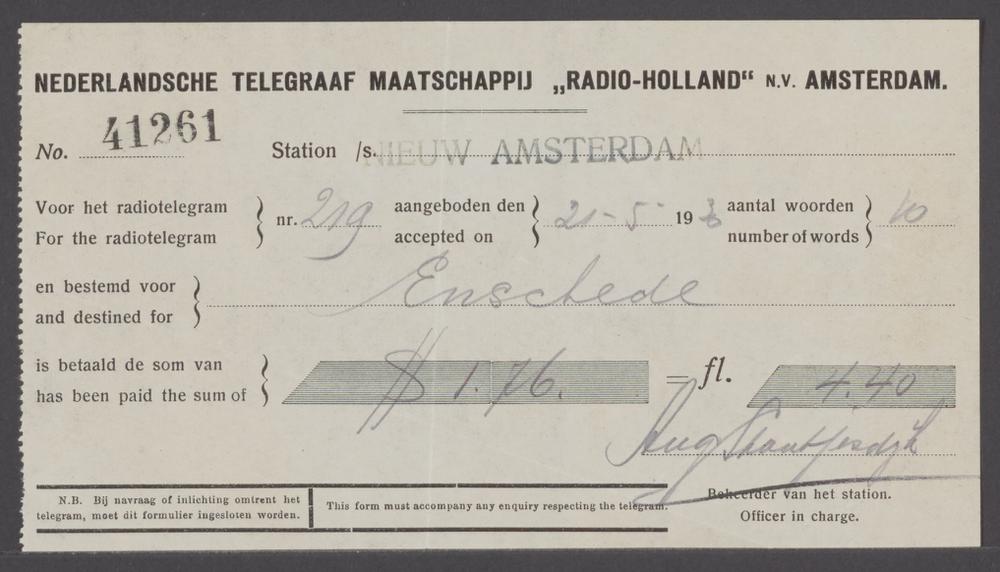 NEDERLANDSCHE TELEGRAAF MAATSCHAPPIJ „RADIO-HOLLAND“ N.V. AMSTERDAM.
No. 41261 Station /s. NIEUW AMSTERDAM
Voor het radiotelegram nr. 219 aangeboden den 21-5- 19 aantal woorden 10
For the radiotelegram accepted on number of words
en bestemd voor Enschede
and destined for
is betaald de som van $ 1.76. = fl. 4.40
has been paid the sum of
N.B. Bij navraag of inlichting omtrent het
telegram, moet dit formulier ingesloten worden.
This form must accompany any enquiry respecting the telegram.
Beheerder van het station.
Officer in charge.